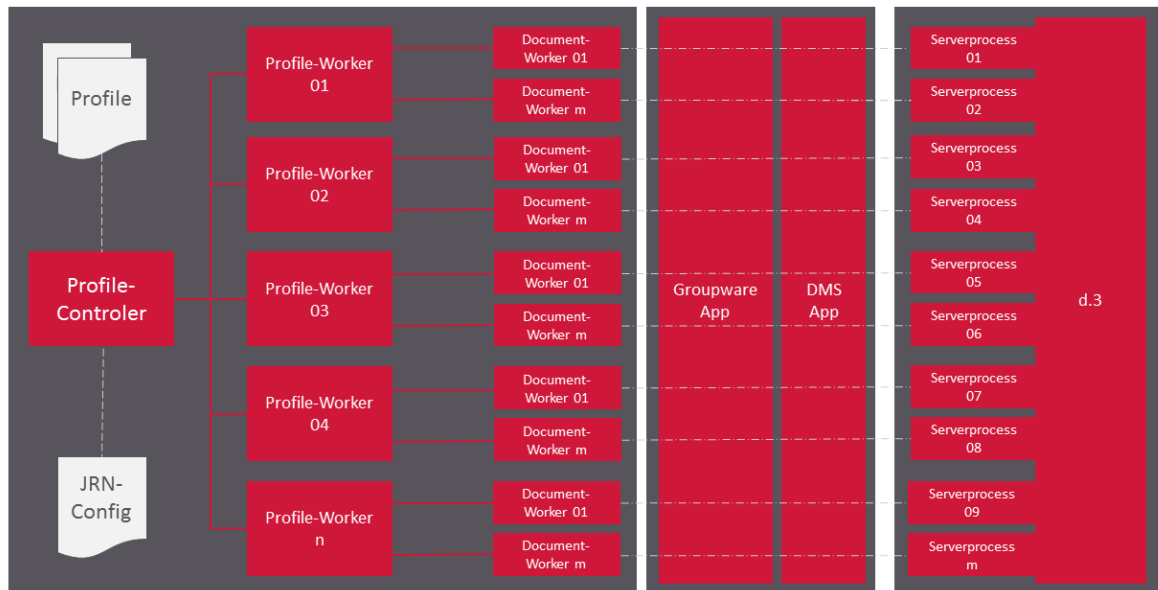 Profile
Profile-
Controler
JRN-
Config
Profile-Worker
01
Profile-Worker
02
Profile-Worker
03
Profile-Worker
04
Profile-Worker
n
Document-
Worker 01
Document-
Worker m
Document-
Worker 01
Document-
Worker m
Document-
Worker 01
Document-
Worker m
Document-
Worker 01
Document-
Worker m
Document-
Worker 01
Document-
Worker m
Groupware
App
DMS
App
Serverprocess
01
Serverprocess
02
Serverprocess
03
Serverprocess
04
Serverprocess
05
Serverprocess
06
Serverprocess
07
Serverprocess
08
Serverprocess
09
Serverprocess
m
d.3